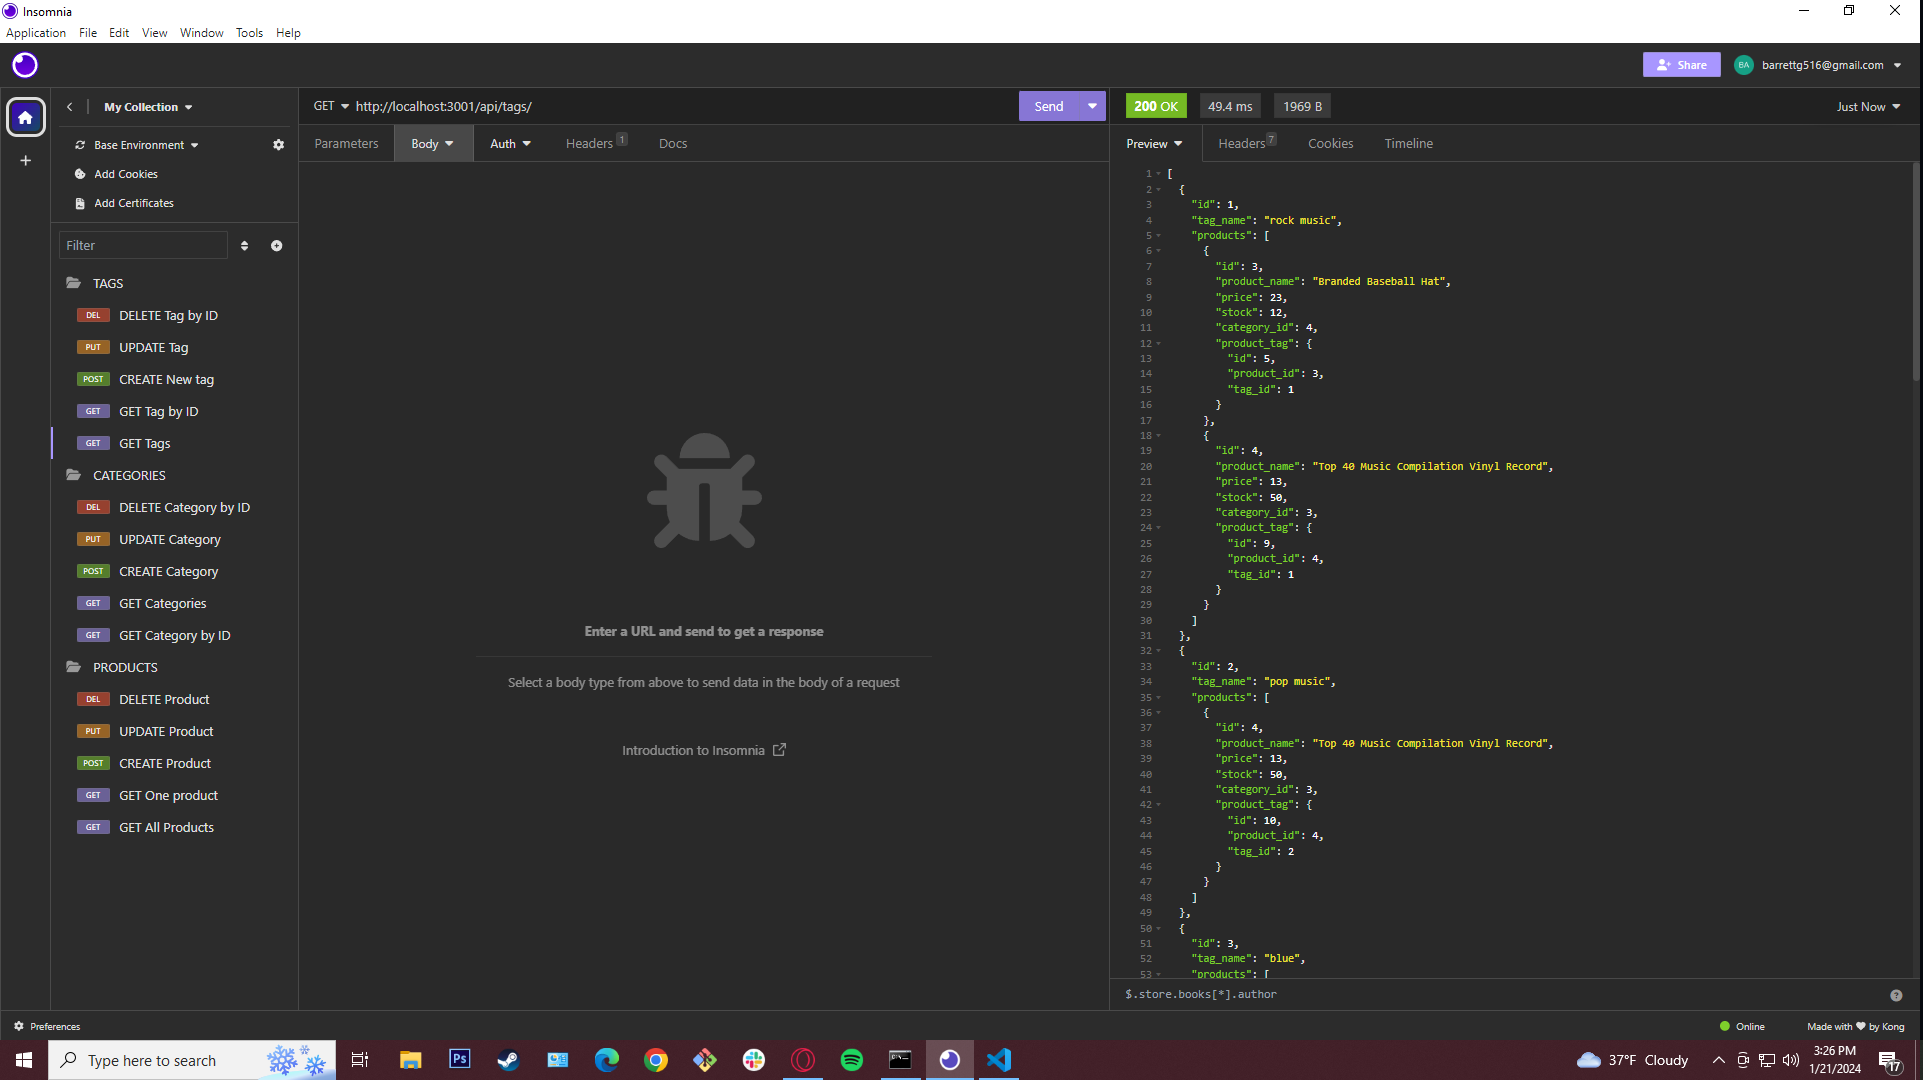 Insomnia
Application File Edit View Window Tools Help
Share
BA
barrettg516@gmail.com
My Collection
GET http://localhost:3001/api/tags/
Send
200 OK
49.4 ms
1969 B
Just Now
Base Environment
Add Cookies
Add Certificates
Filter
TAGS
DEL DELETE Tag by ID
PUT UPDATE Tag
POST CREATE New tag
GET GET Tag by ID
GET GET Tags
CATEGORIES
DEL DELETE Category by ID
PUT UPDATE Category
POST CREATE Category
GET GET Categories
GET GET Category by ID
PRODUCTS
DEL DELETE Product
PUT UPDATE Product
POST CREATE Product
GET GET One product
GET GET All Products
Parameters Body Auth Headers 1 Docs
Enter a URL and send to get a response
Select a body type from above to send data in the body of a request
Introduction to Insomnia
Preview Headers 7 Cookies Timeline
1 [
2 {
3 "id": 1,
4 "tag_name": "rock music",
5 "products": [
6 {
7 "id": 3,
8 "product_name": "Branded Baseball Hat",
9 "price": 23,
10 "stock": 12,
11 "category_id": 4,
12 "product_tag": {
13 "id": 5,
14 "product_id": 3,
15 "tag_id": 1
16 }
17 },
18 {
19 "id": 4,
20 "product_name": "Top 40 Music Compilation Vinyl Record",
21 "price": 13,
22 "stock": 50,
23 "category_id": 3,
24 "product_tag": {
25 "id": 9,
26 "product_id": 4,
27 "tag_id": 1
28 }
29 }
30 ]
31 },
32 {
33 "id": 2,
34 "tag_name": "pop music",
35 "products": [
36 {
37 "id": 4,
38 "product_name": "Top 40 Music Compilation Vinyl Record",
39 "price": 13,
40 "stock": 50,
41 "category_id": 3,
42 "product_tag": {
43 "id": 10,
44 "product_id": 4,
45 "tag_id": 2
46 }
47 }
48 ]
49 },
50 {
51 "id": 3,
52 "tag_name": "blue",
53 "products": [
$.store.books[*].author
Preferences
Online
Made with ♥ by Kong
Type here to search
Ps
37°F Cloudy
3:26 PM
1/21/2024
17